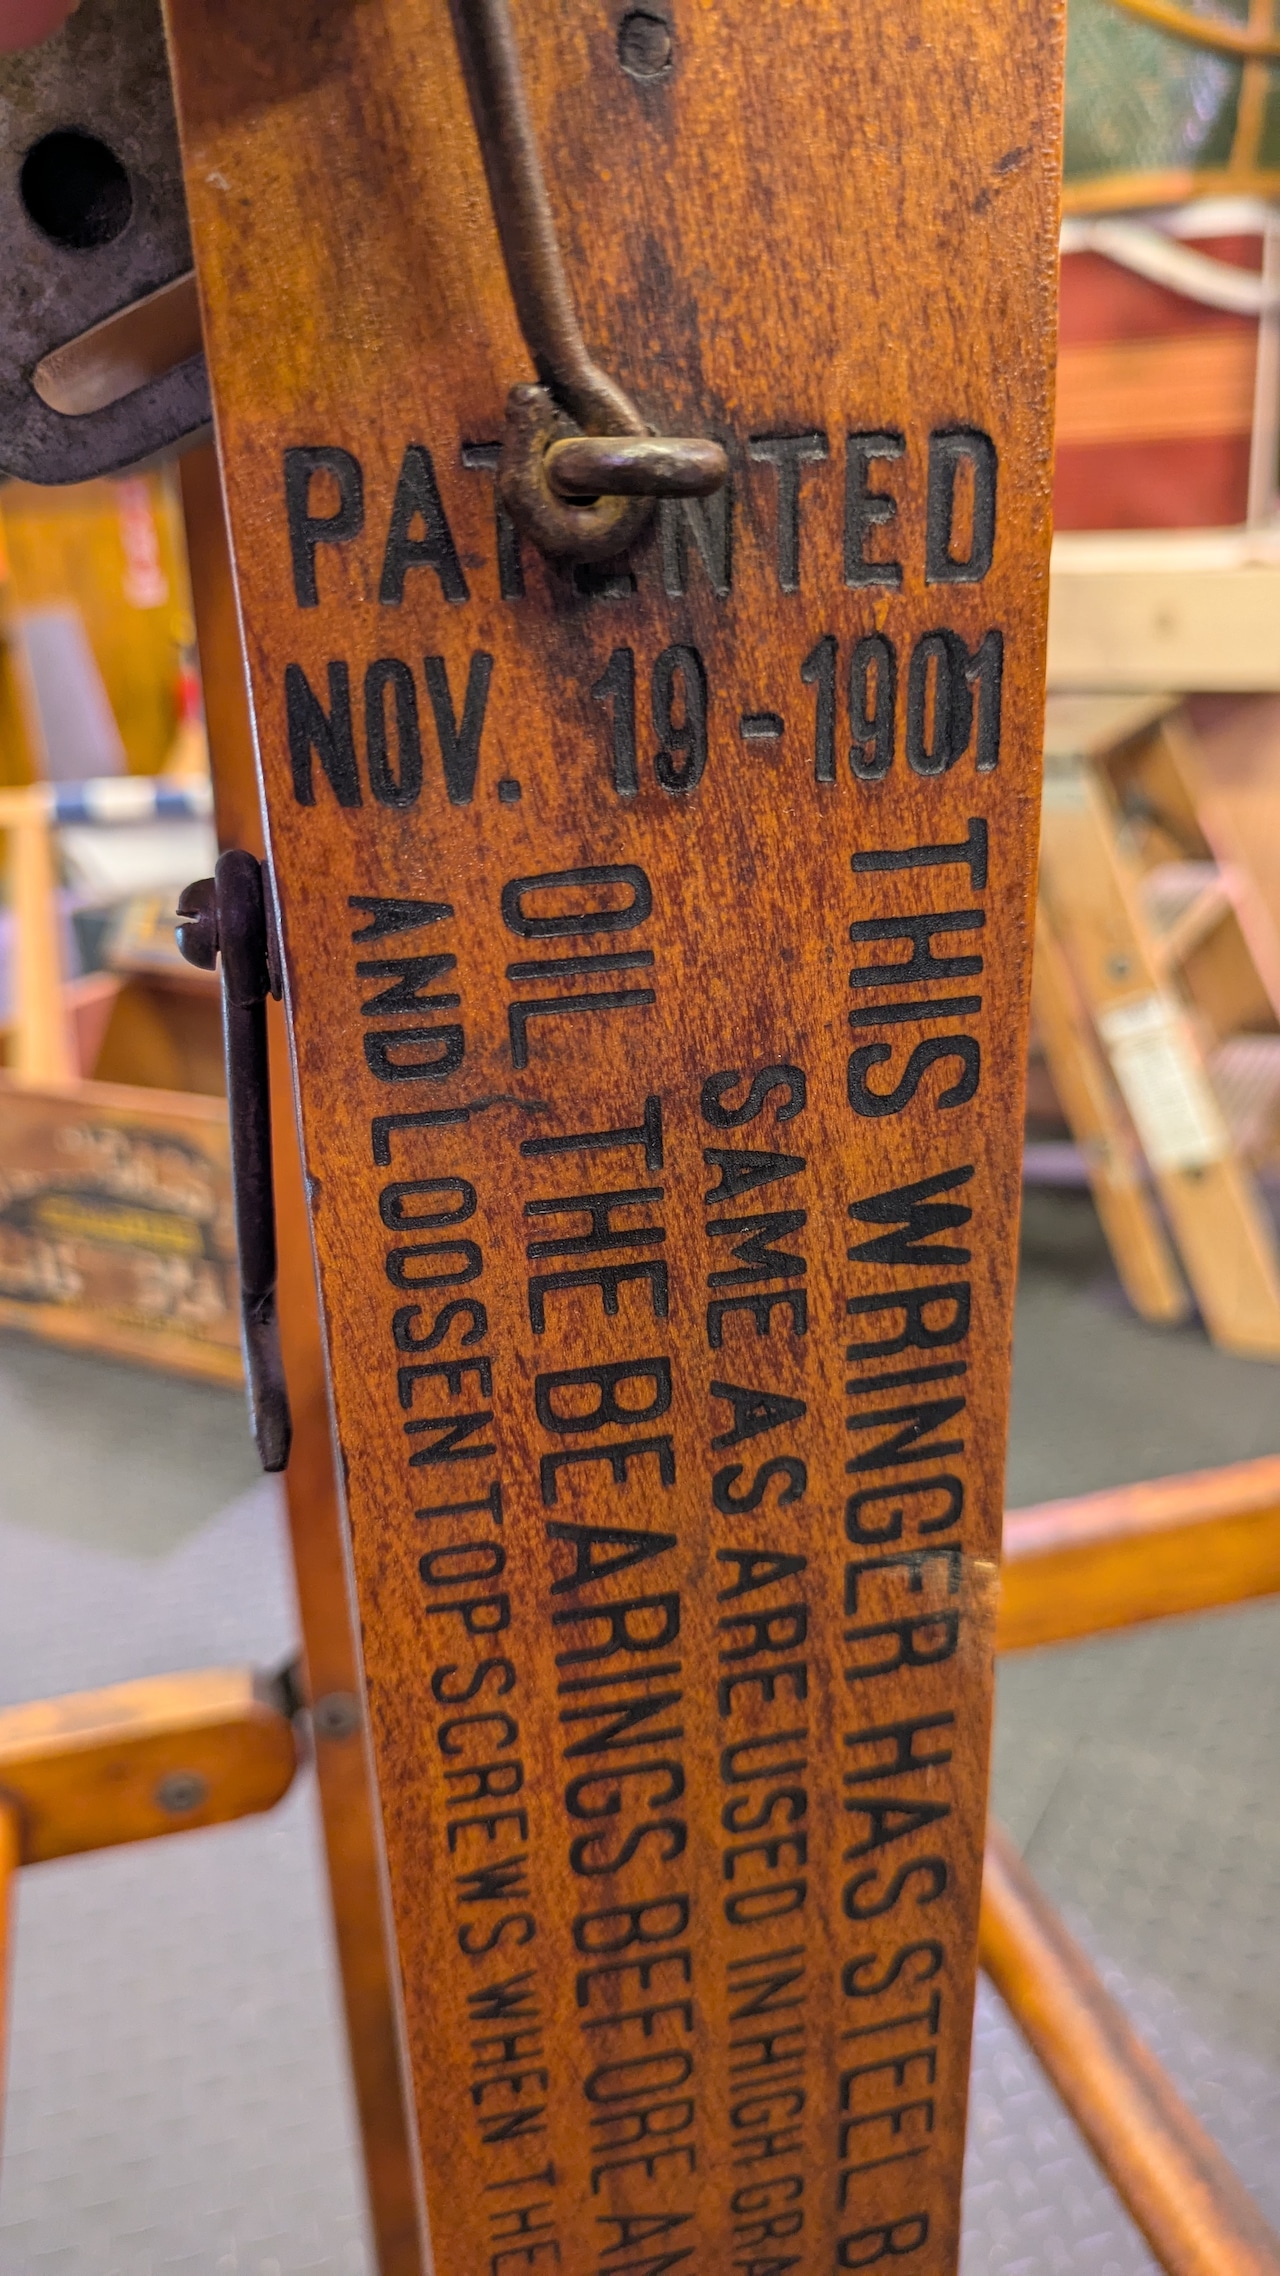 PATENTED
NOV. 19-1901
THIS WRINGER HAS STEEL B
SAME AS ARE USED IN HIGH GRA
OIL THE BEARINGS BEFORE AN
AND LOOSEN TOP SCREWS WHEN THE